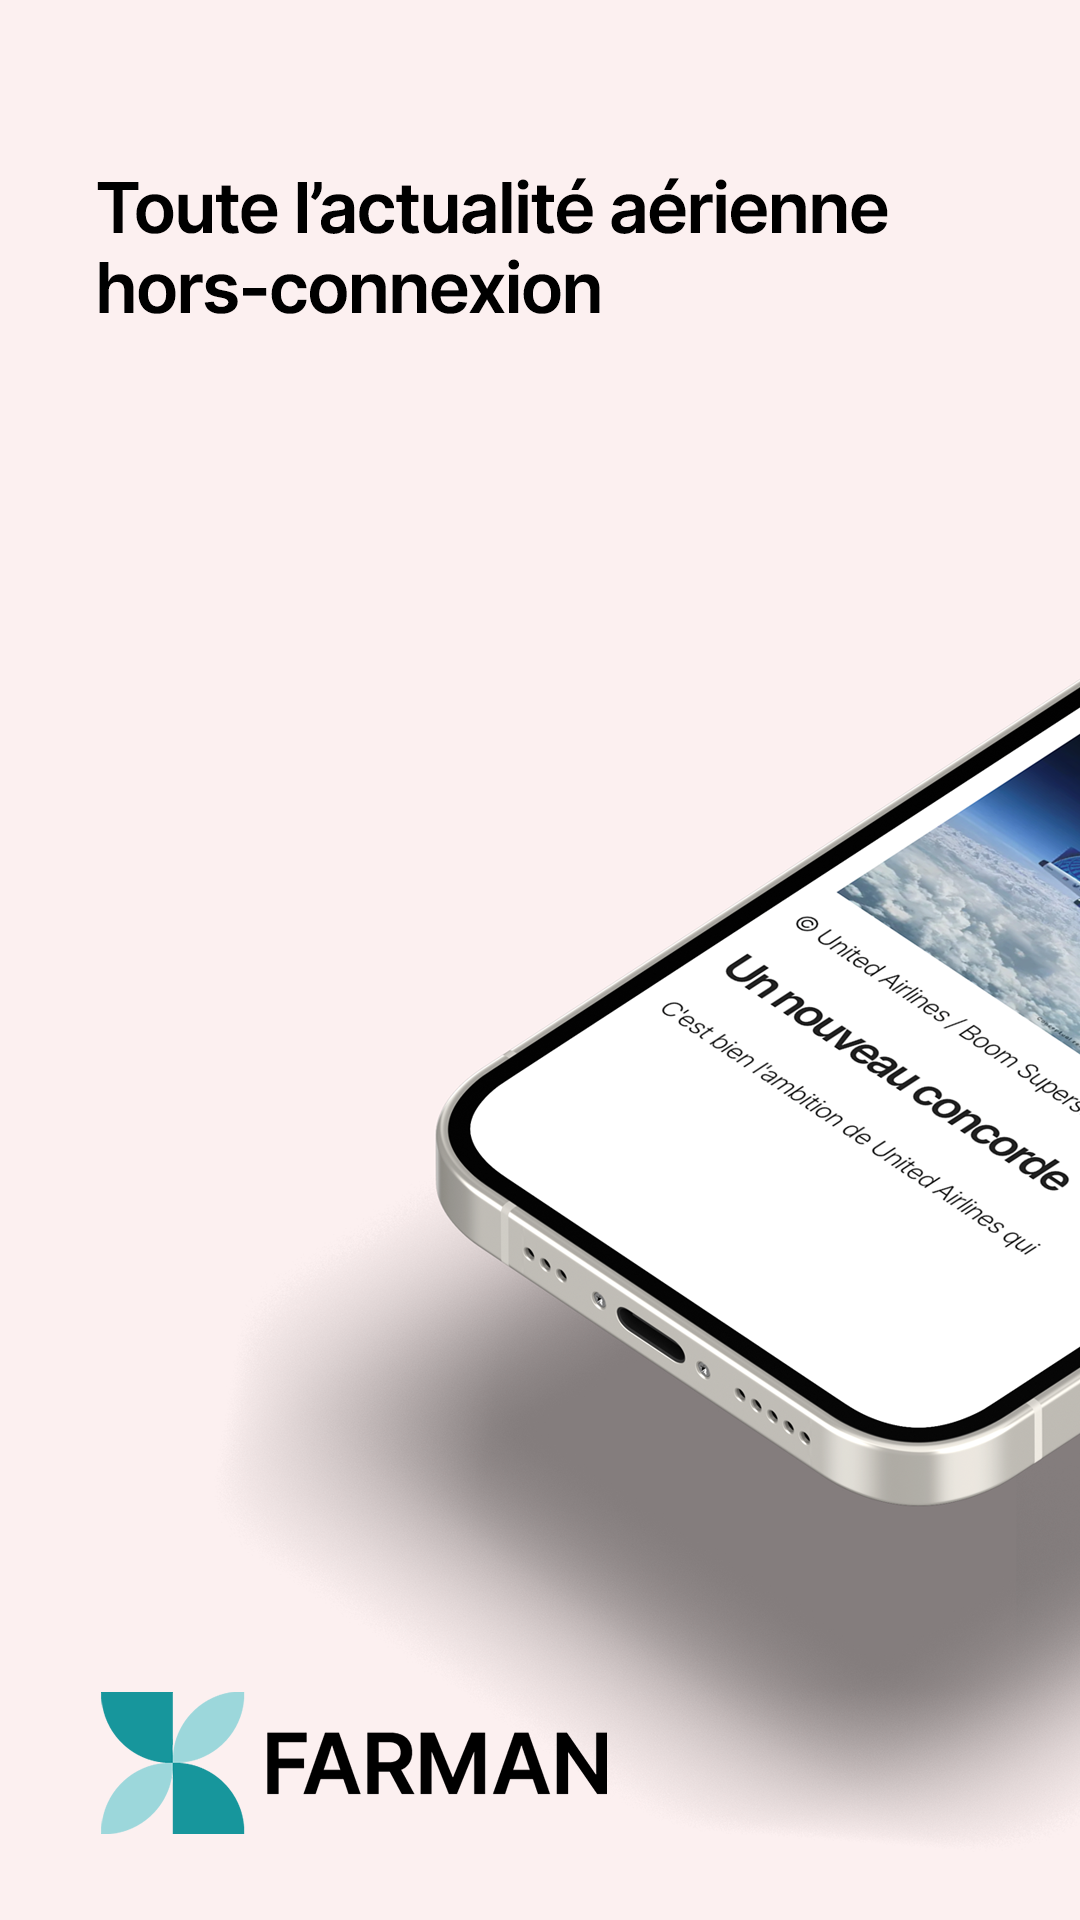 Toute l’actualité aérienne
hors-connexion
© United Airlines / Boom Supers
Un nouveau concorde
C'est bien l'ambition de United Airlines qui
FARMAN